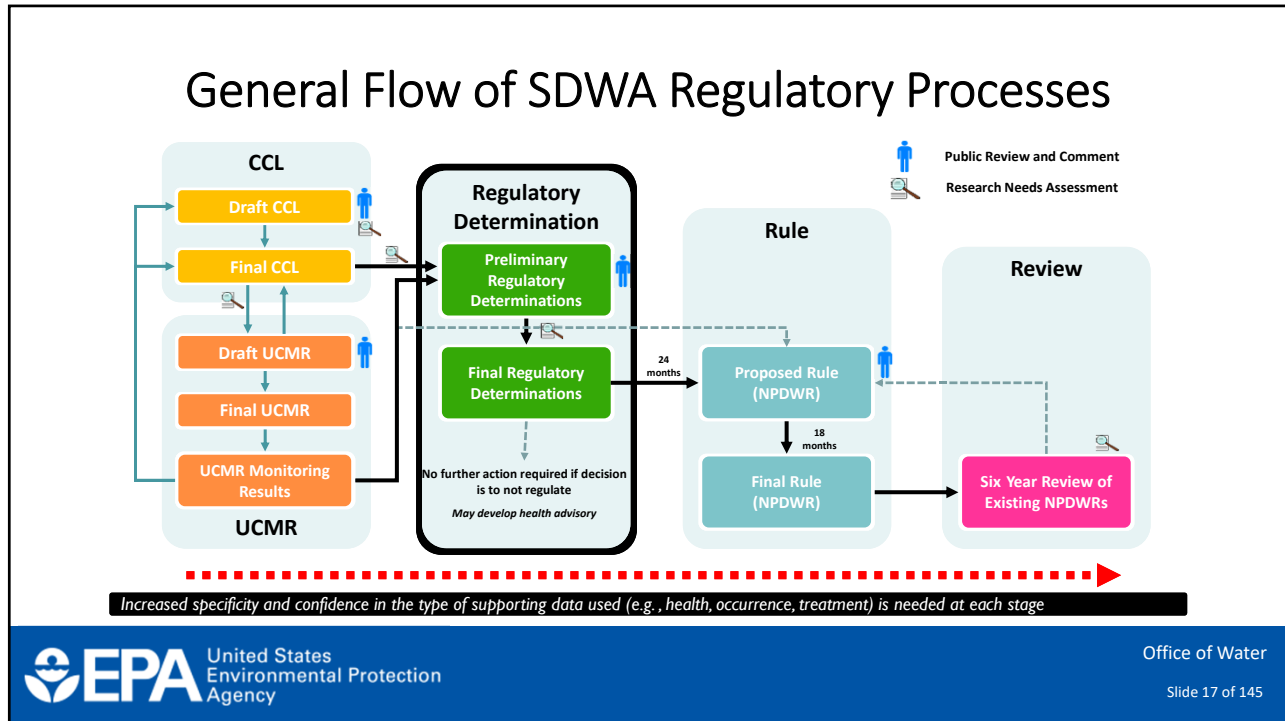 General Flow of SDWA Regulatory Processes
CCL
Draft CCL
Final CCL
Draft UCMR
Final UCMR
UCMR Monitoring
Results
UCMR
Regulatory
Determination
Preliminary
Regulatory
Determinations
Final Regulatory
Determinations
No further action required if decision
is to not regulate
May develop health advisory
24
months
Public Review and Comment
Research Needs Assessment
Rule
Proposed Rule
(NPDWR)
18
months
Final Rule
(NPDWR)
Review
Six Year Review of
Existing NPDWRs
Increased specificity and confidence in the type of supporting data used (e.g., health, occurrence, treatment) is needed at each stage
EPA
United States
Environmental Protection
Agency
Office of Water
Slide 17 of 145